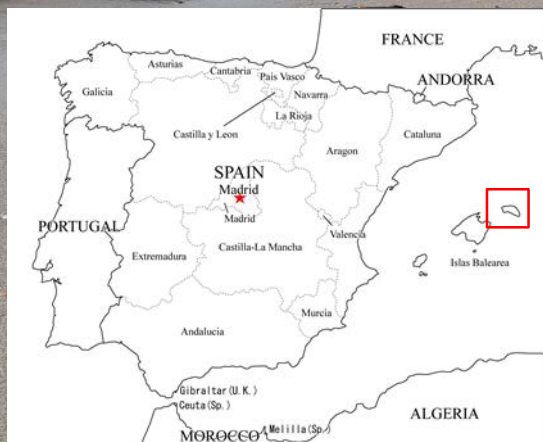 FRANCE
ANDORRA
Asturias
Cantabria
Pais Vasco
Navarra
Galicia
La Rioja
Castilla y Leon
Aragon
Cataluna
SPAIN
Madrid
PORTUGAL
Madrid
Castilla-La Mancha
Valencia
Extremadura
Islas Balearea
Murcia
Andalucia
Gibraltar(U.K.)
Ceuta(Sp.)
MOROCCO
Melilla(Sp.)
ALGERIA